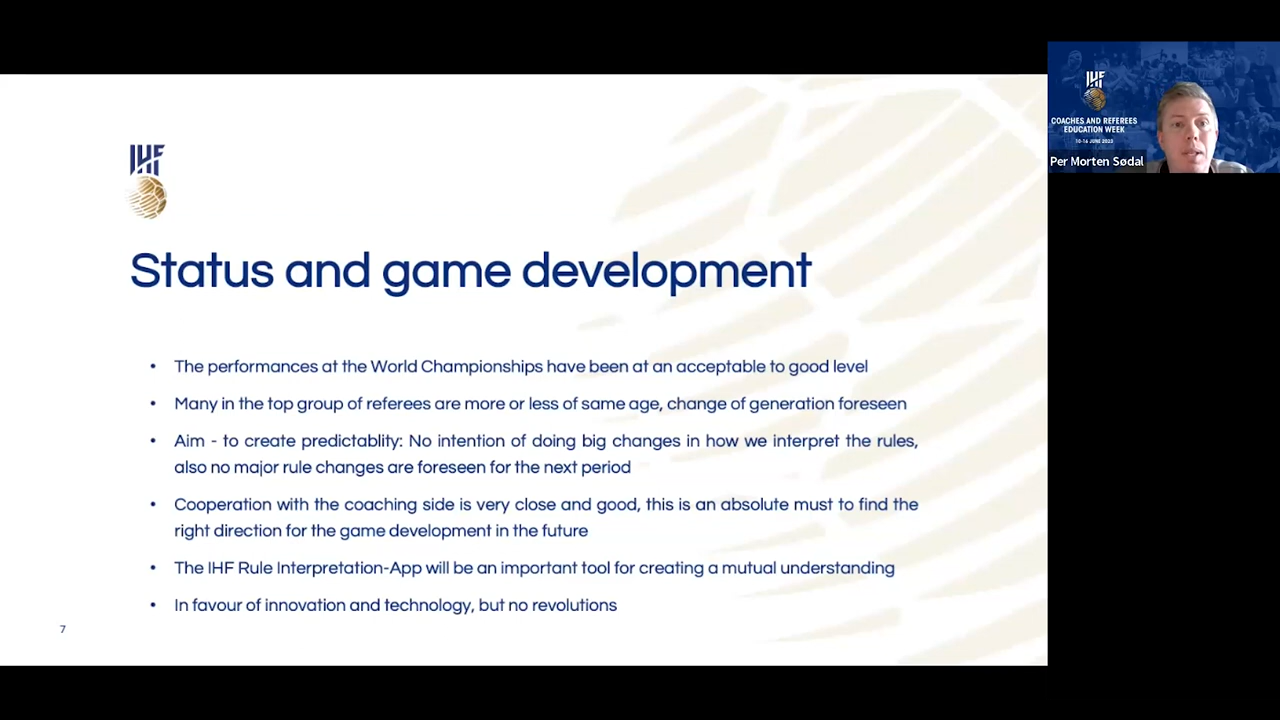 IHF
Status and game development
• The performances at the World Championships have been at an acceptable to good level
• Many in the top group of referees are more or less of same age, change of generation foreseen
• Aim - to create predictablity: No intention of doing big changes in how we interpret the rules,
also no major rule changes are foreseen for the next period
• Cooperation with the coaching side is very close and good, this is an absolute must to find the
right direction for the game development in the future
• The IHF Rule Interpretation-App will be an important tool for creating a mutual understanding
• In favour of innovation and technology, but no revolutions
7
IHF
COACHES AND REFEREES
EDUCATION WEEK
10-16 JUNE 2023
Per Morten Sødal